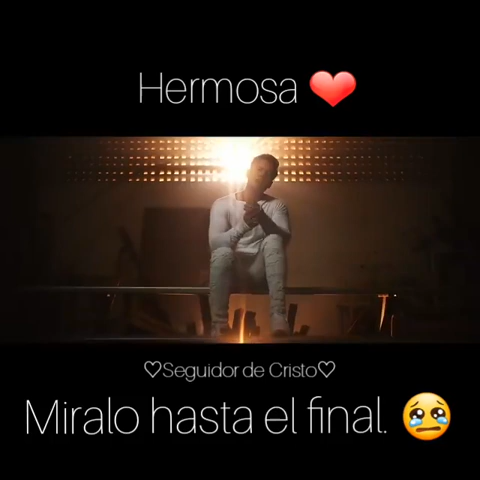 Hermosa ❤
♡Seguidor de Cristo♡
Miralo hasta el final. 😢